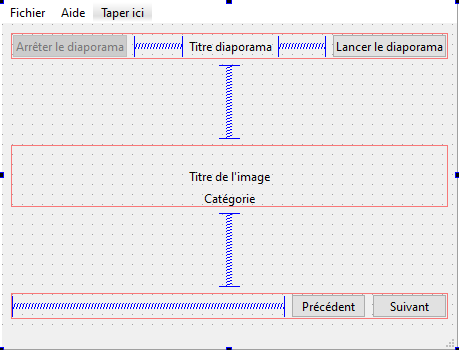 Fichier Aide Taper ici
Arrêter le diaporama Titre diaporama Lancer le diaporama
Titre de l'image
Catégorie
Précédent Suivant